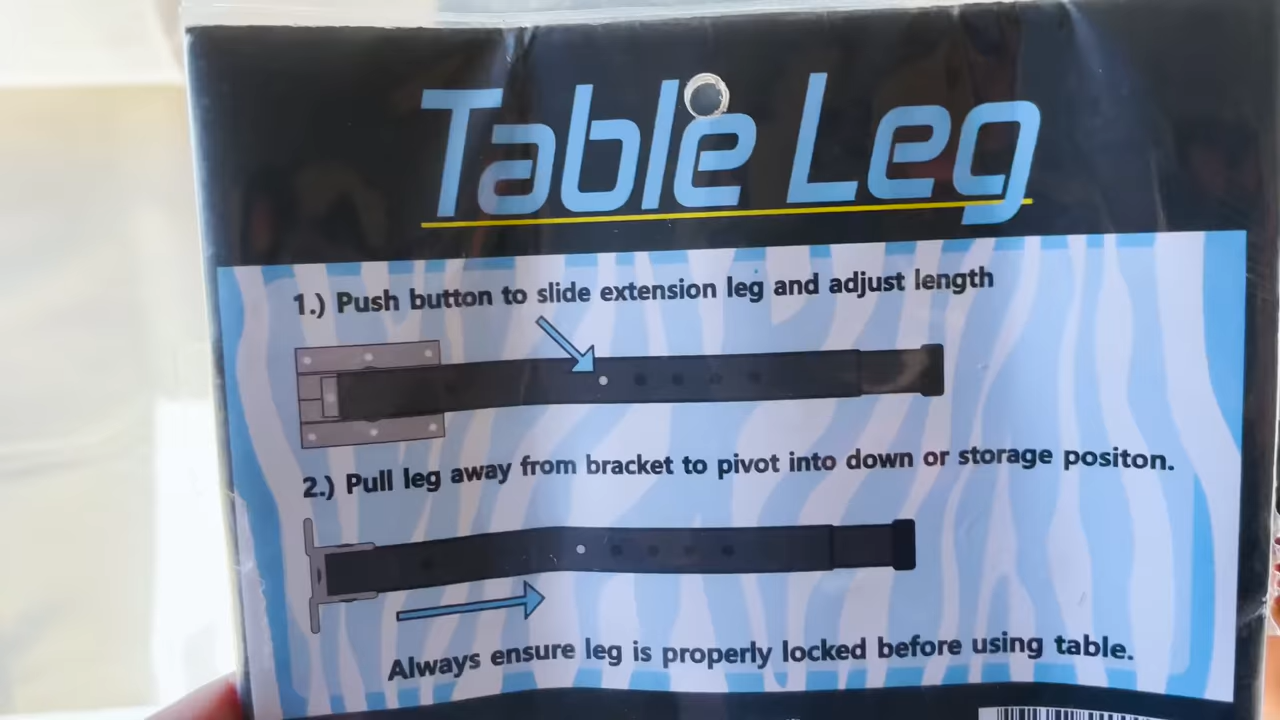 Table Leg
1.) Push button to slide extension leg and adjust length
2.) Pull leg away from bracket to pivot into down or storage positon.
Always ensure leg is properly locked before using table.